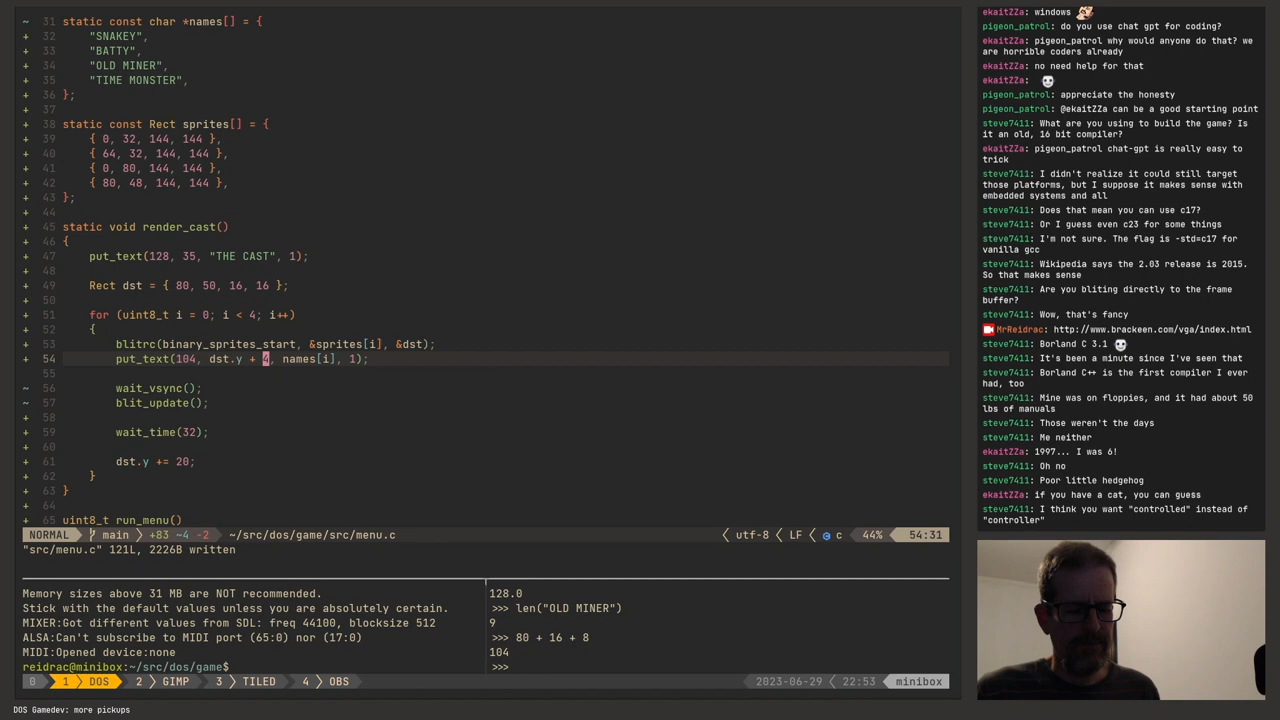 ~ 31 static const char *names[] = {
+ 32 "SNAKEY",
+ 33 "BATTY",
+ 34 "OLD MINER",
+ 35 "TIME MONSTER",
+ 36 };
+ 37
+ 38 static const Rect sprites[] = {
+ 39 { 0, 32, 144, 144 },
+ 40 { 64, 32, 144, 144 },
+ 41 { 0, 80, 144, 144 },
+ 42 { 80, 48, 144, 144 },
+ 43 };
+ 44
+ 45 static void render_cast()
+ 46 {
+ 47 put_text(128, 35, "THE CAST", 1);
+ 48
+ 49 Rect dst = { 80, 50, 16, 16 };
+ 50
+ 51 for (uint8_t i = 0; i < 4; i++)
+ 52 {
+ 53 blitrc(binary_sprites_start, &sprites[i], &dst);
+ 54 put_text(104, dst.y + 4, names[i], 1);
55
~ 56 wait_vsync();
~ 57 blit_update();
+ 58
+ 59 wait_time(32);
+ 60
+ 61 dst.y += 20;
+ 62 }
+ 63 }
+ 64
+ 65 uint8_t run_menu()
NORMAL main +83 ~4 -2 ~/src/dos/game/src/menu.c utf-8 LF c 44% 54:31
"src/menu.c" 121L, 2226B written
Memory sizes above 31 MB are NOT recommended.
Stick with the default values unless you are absolutely certain.
MIXER:Got different values from SDL: freq 44100, blocksize 512
ALSA:Can't subscribe to MIDI port (65:0) nor (17:0)
MIDI:Opened device:none
reidrac@minibox:~/src/dos/game$
128.0
>>> len("OLD MINER")
9
>>> 80 + 16 + 8
104
>>>
0 1 DOS 2 GIMP 3 TILED 4 OBS 2023-06-29 22:53 minibox
DOS Gamedev: more pickups
ekaitZZa: windows
pigeon_patrol: do you use chat gpt for coding?
ekaitZZa: pigeon_patrol why would anyone do that? we
are horrible coders already
ekaitZZa: no need help for that
ekaitZZa:
pigeon_patrol: appreciate the honesty
pigeon_patrol: @ekaitZZa can be a good starting point
steve7411: What are you using to build the game? Is
it an old, 16 bit compiler?
ekaitZZa: pigeon_patrol chat-gpt is really easy to
trick
steve7411: I didn't realize it could still target
those platforms, but I suppose it makes sense with
embedded systems and all
steve7411: Does that mean you can use c17?
steve7411: Or I guess even c23 for some things
steve7411: I'm not sure. The flag is -std=c17 for
vanilla gcc
steve7411: Wikipedia says the 2.03 release is 2015.
So that makes sense
steve7411: Are you bliting directly to the frame
buffer?
steve7411: Wow, that's fancy
MrReidrac: http://www.brackeen.com/vga/index.html
steve7411: Borland C 3.1
steve7411: It's been a minute since I've seen that
steve7411: Borland C++ is the first compiler I ever
had, too
steve7411: Mine was on floppies, and it had about 50
lbs of manuals
steve7411: Those weren't the days
steve7411: Me neither
ekaitZZa: 1997... I was 6!
steve7411: Oh no
steve7411: Poor little hedgehog
ekaitZZa: if you have a cat, you can guess
steve7411: I think you want "controlled" instead of
"controller"